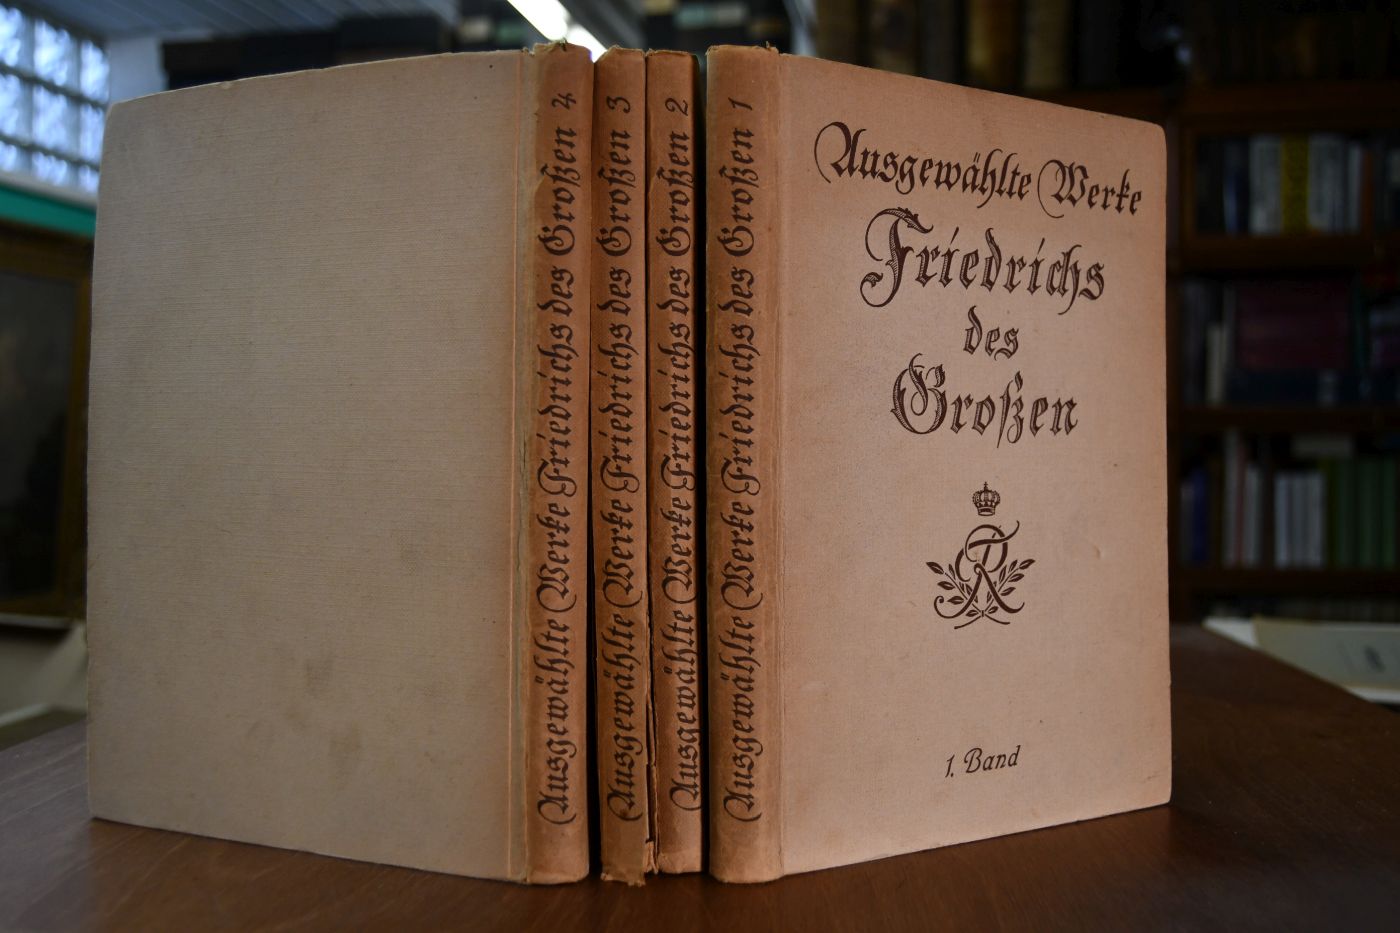 Ausgewählte Werke Friedrichs des Großen 4
Ausgewählte Werke Friedrichs des Großen 3
Ausgewählte Werke Friedrichs des Großen 2
Ausgewählte Werke Friedrichs des Großen 1
Ausgewählte Werke
Friedrichs
des
Großen
FR
1. Band